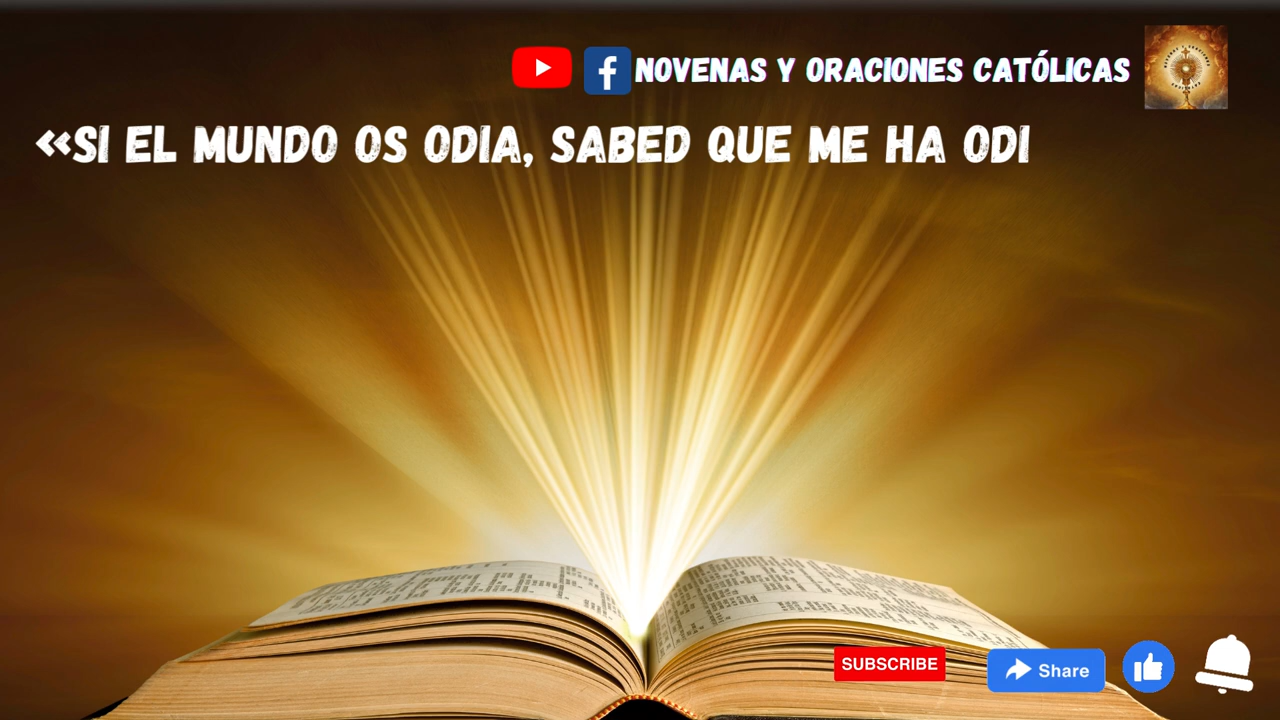 NOVENAS Y ORACIONES CATÓLICAS
«SI EL MUNDO OS ODIA, SABED QUE ME HA ODI
SUBSCRIBE
Share